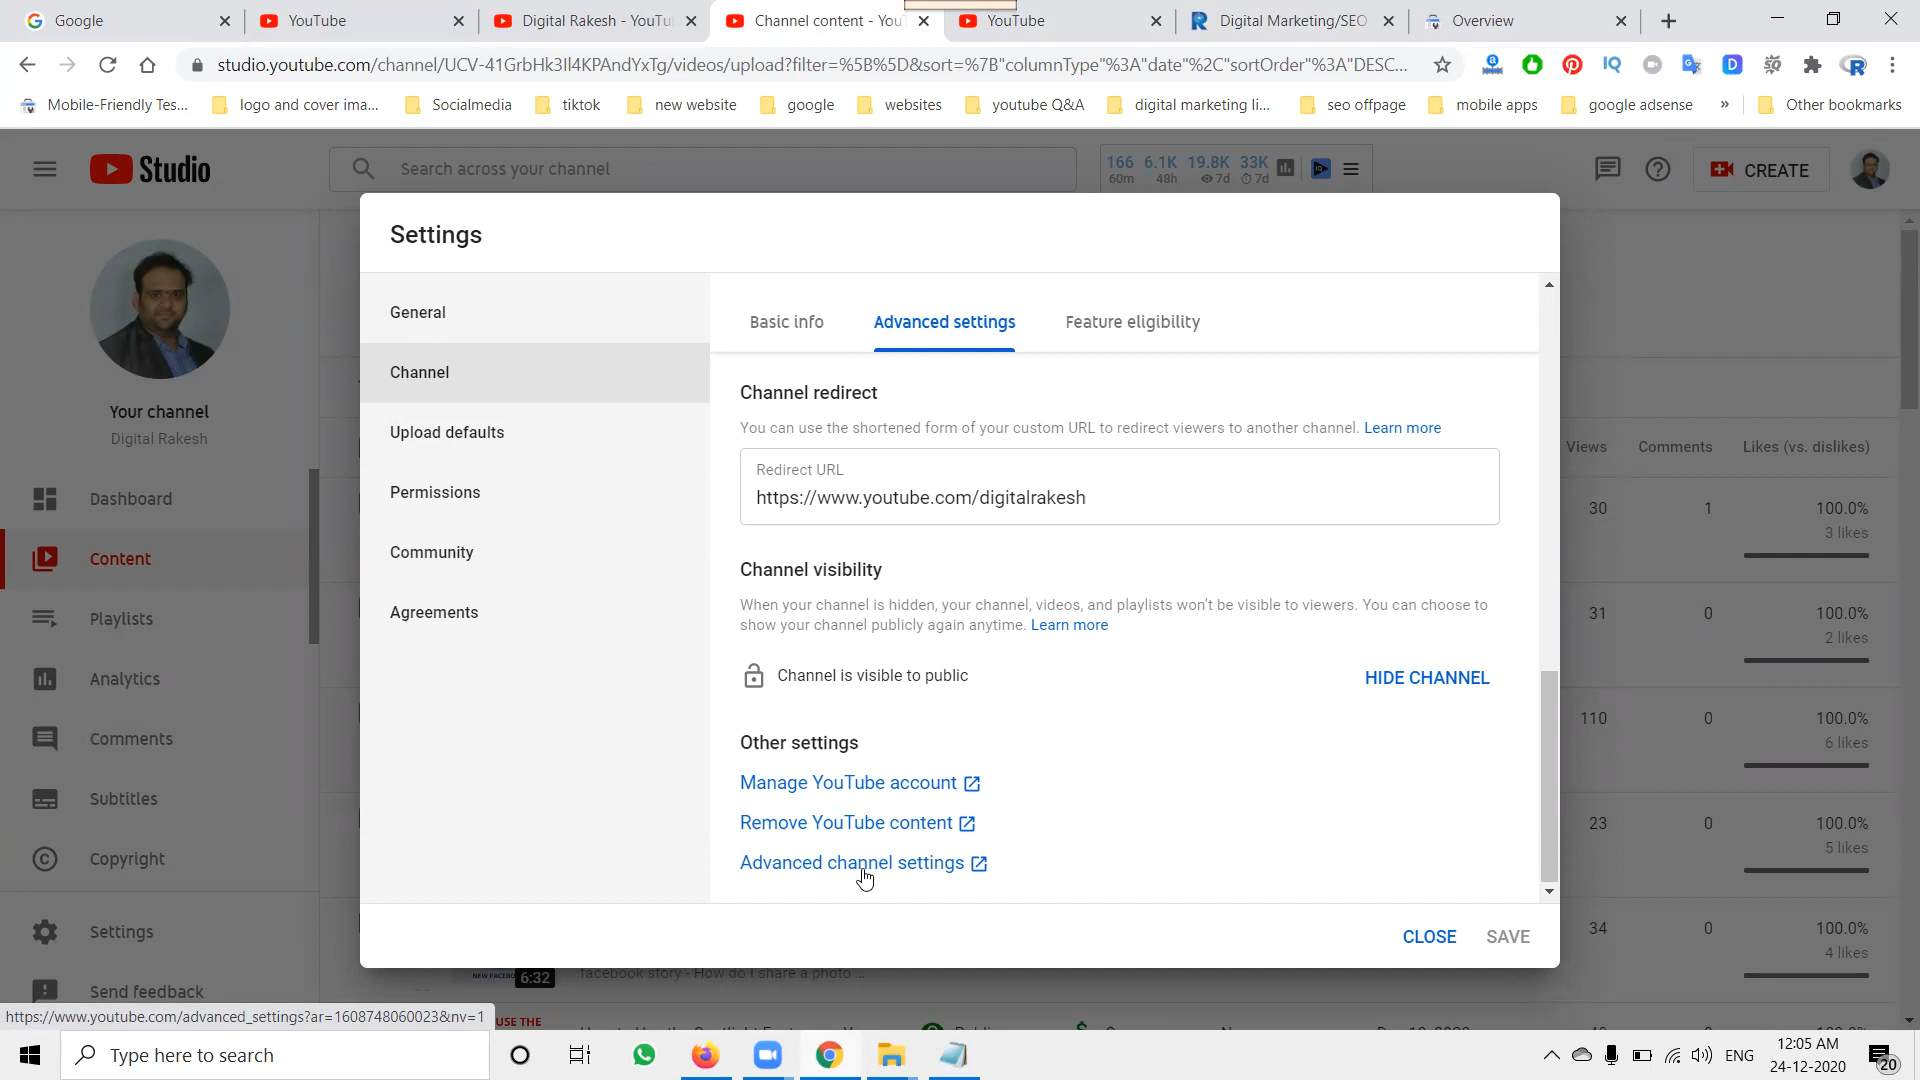 Google
YouTube
Digital Rakesh - YouTu
Channel content - You
YouTube
Digital Marketing/SEO
Overview
studio.youtube.com/channel/UCV-41GrbHk3Il4KPAndYxTg/videos/upload?filter=%5B%5D&sort=%7B"columnType"%3A"date"%2C"sortOrder"%3A"DESC...
Mobile-Friendly Tes...
logo and cover ima...
Socialmedia
tiktok
new website
google
websites
youtube Q&A
digital marketing li...
seo offpage
mobile apps
google adsense
»
Other bookmarks
Studio
Search across your channel
166 6.1K 19.8K 33K
60m 48h 7d 7d
CREATE
Your channel
Digital Rakesh
Dashboard
Content
Playlists
Analytics
Comments
Subtitles
Copyright
Settings
Send feedback
Settings
General
Channel
Upload defaults
Permissions
Community
Agreements
Basic info
Advanced settings
Feature eligibility
Channel redirect
You can use the shortened form of your custom URL to redirect viewers to another channel. Learn more
Redirect URL
https://www.youtube.com/digitalrakesh
Channel visibility
When your channel is hidden, your channel, videos, and playlists won't be visible to viewers. You can choose to
show your channel publicly again anytime. Learn more
Channel is visible to public
HIDE CHANNEL
Other settings
Manage YouTube account
Remove YouTube content
Advanced channel settings
CLOSE
SAVE
Views
Comments
Likes (vs. dislikes)
30 1 100.0%
3 likes
31 0 100.0%
2 likes
110 0 100.0%
6 likes
23 0 100.0%
5 likes
34 0 100.0%
4 likes
6:32
facebook story - How do I share a photo ...
https://www.youtube.com/advanced_settings?ar=1608748060023&nv=1
USE THE
Type here to search
ENG
12:05 AM
24-12-2020
20